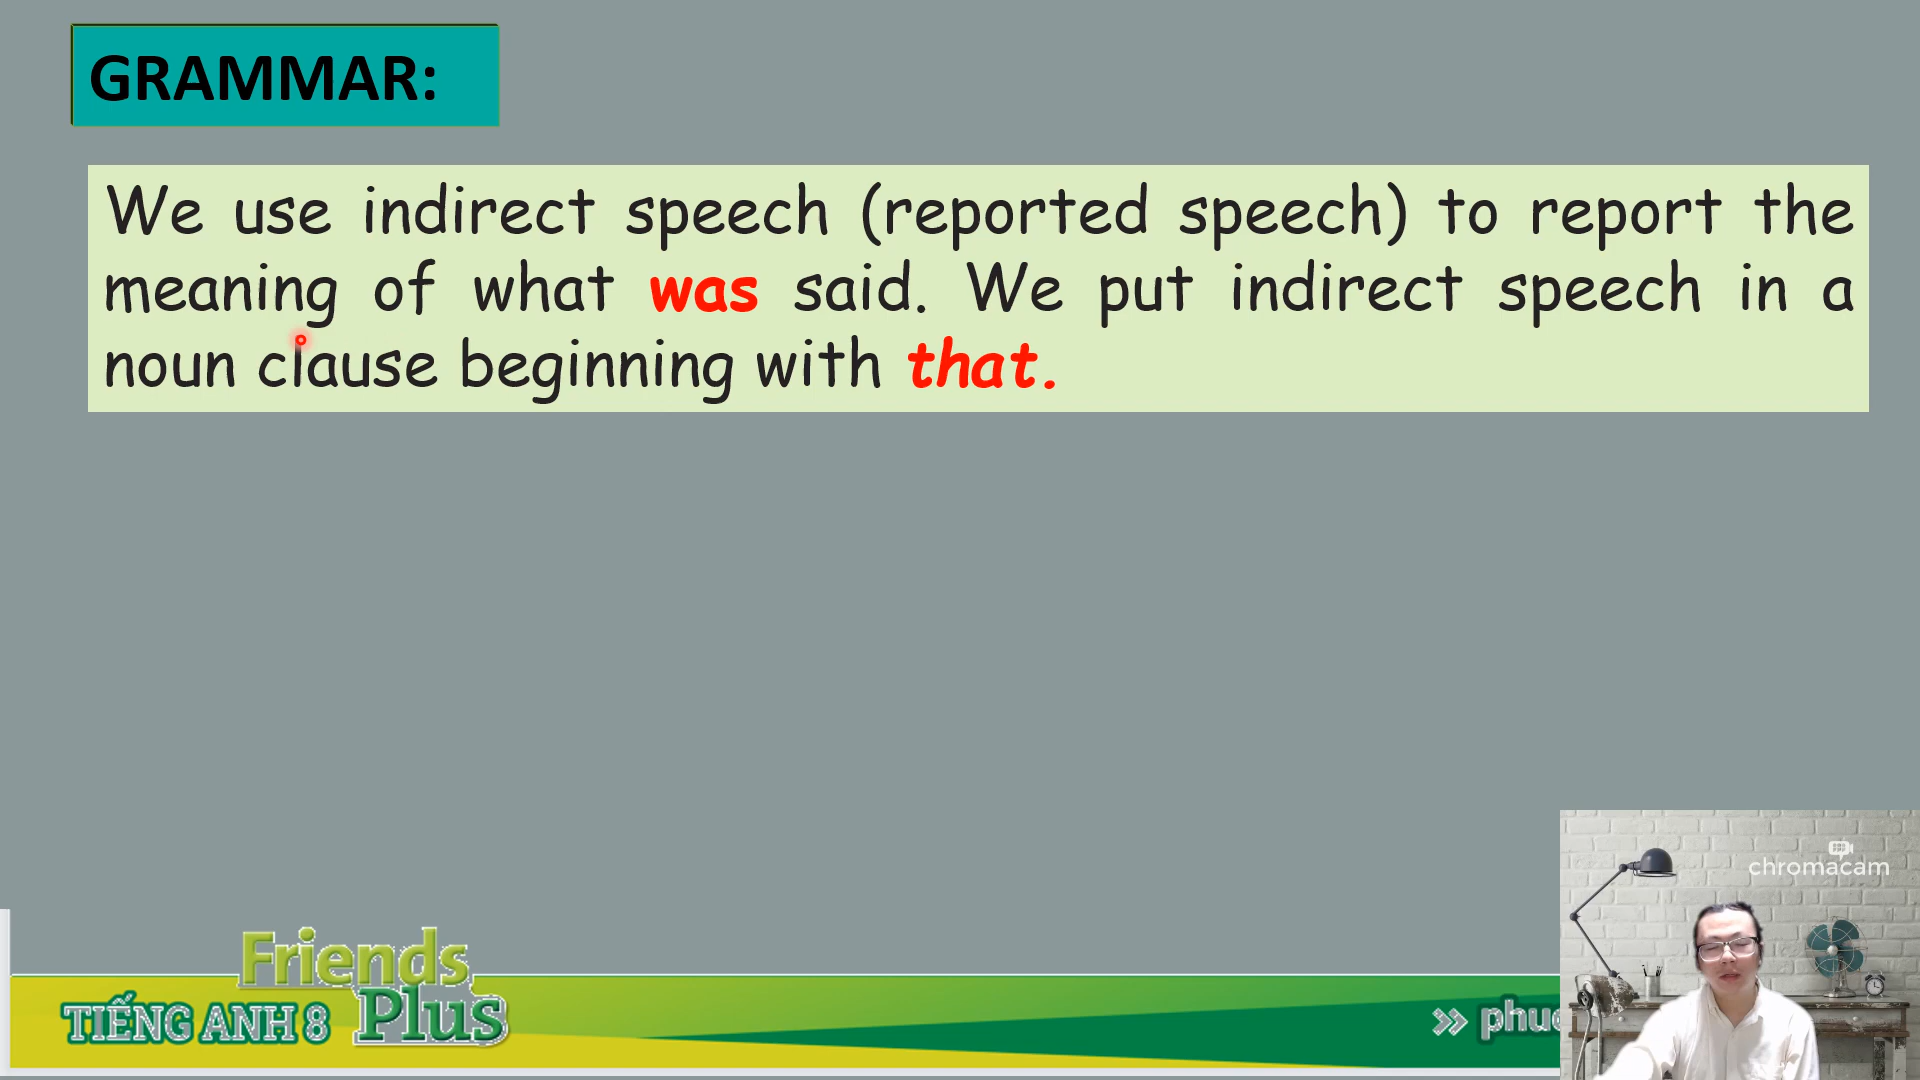 GRAMMAR:
We use indirect speech (reported speech) to report the
meaning of what was said. We put indirect speech in a
noun clause beginning with that.
chromacam
Friends
TIẾNG ANH 8 Plus